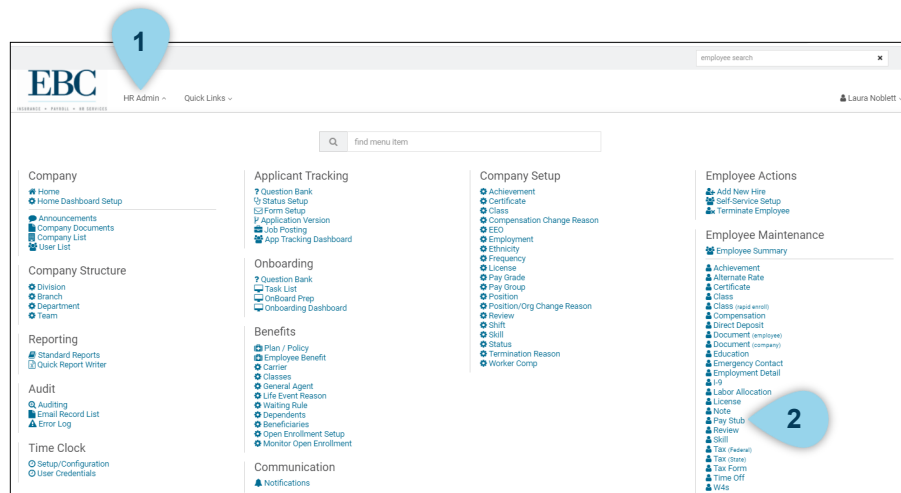 1
employee search
EBC
INSURANCE • PAYROLL • HR SERVICES
HR Admin
Quick Links
Laura Noblett
find menu item
Company
Home
Home Dashboard Setup
Announcements
Company Documents
Company List
User List
Company Structure
Division
Branch
Department
Team
Reporting
Standard Reports
Quick Report Writer
Audit
Auditing
Email Record List
Error Log
Time Clock
Setup/Configuration
User Credentials
Applicant Tracking
Question Bank
Status Setup
Form Setup
Application Version
Job Posting
App Tracking Dashboard
Onboarding
Question Bank
Task List
OnBoard Prep
Onboarding Dashboard
Benefits
Plan / Policy
Employee Benefit
Carrier
Classes
General Agent
Life Event Reason
Waiting Rule
Dependents
Beneficiaries
Open Enrollment Setup
Monitor Open Enrollment
Communication
Notifications
Company Setup
Achievement
Certificate
Class
Compensation Change Reason
EEO
Employment
Ethnicity
Frequency
License
Pay Grade
Pay Group
Position
Position/Org Change Reason
Review
Shift
Skill
Status
Termination Reason
Worker Comp
Employee Actions
Add New Hire
Self-Service Setup
Terminate Employee
Employee Maintenance
Employee Summary
Achievement
Alternate Rate
Certificate
Class
Class (rapid enroll)
Compensation
Direct Deposit
Document (employee)
Document (company)
Education
Emergency Contact
Employment Detail
I-9
Labor Allocation
License
Note
Pay Stub
2
Review
Skill
Tax (Federal)
Tax (State)
Tax Form
Time Off
W4s